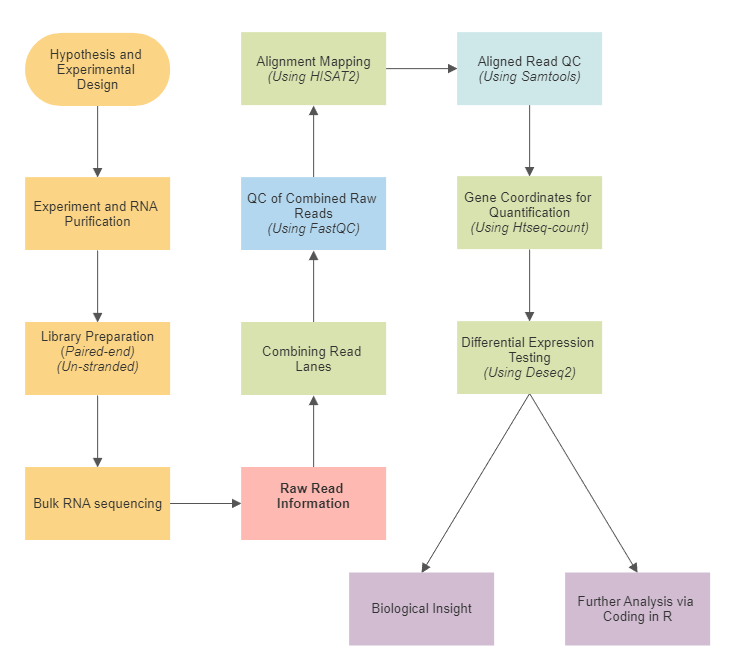 Hypothesis and
Experimental
Design
Experiment and RNA
Purification
Library Preparation
(Paired-end)
(Un-stranded)
Bulk RNA sequencing
Raw Read
Information
Combining Read
Lanes
QC of Combined Raw
Reads
(Using FastQC)
Alignment Mapping
(Using HISAT2)
Aligned Read QC
(Using Samtools)
Gene Coordinates for
Quantification
(Using Htseq-count)
Differential Expression
Testing
(Using Deseq2)
Biological Insight
Further Analysis via
Coding in R